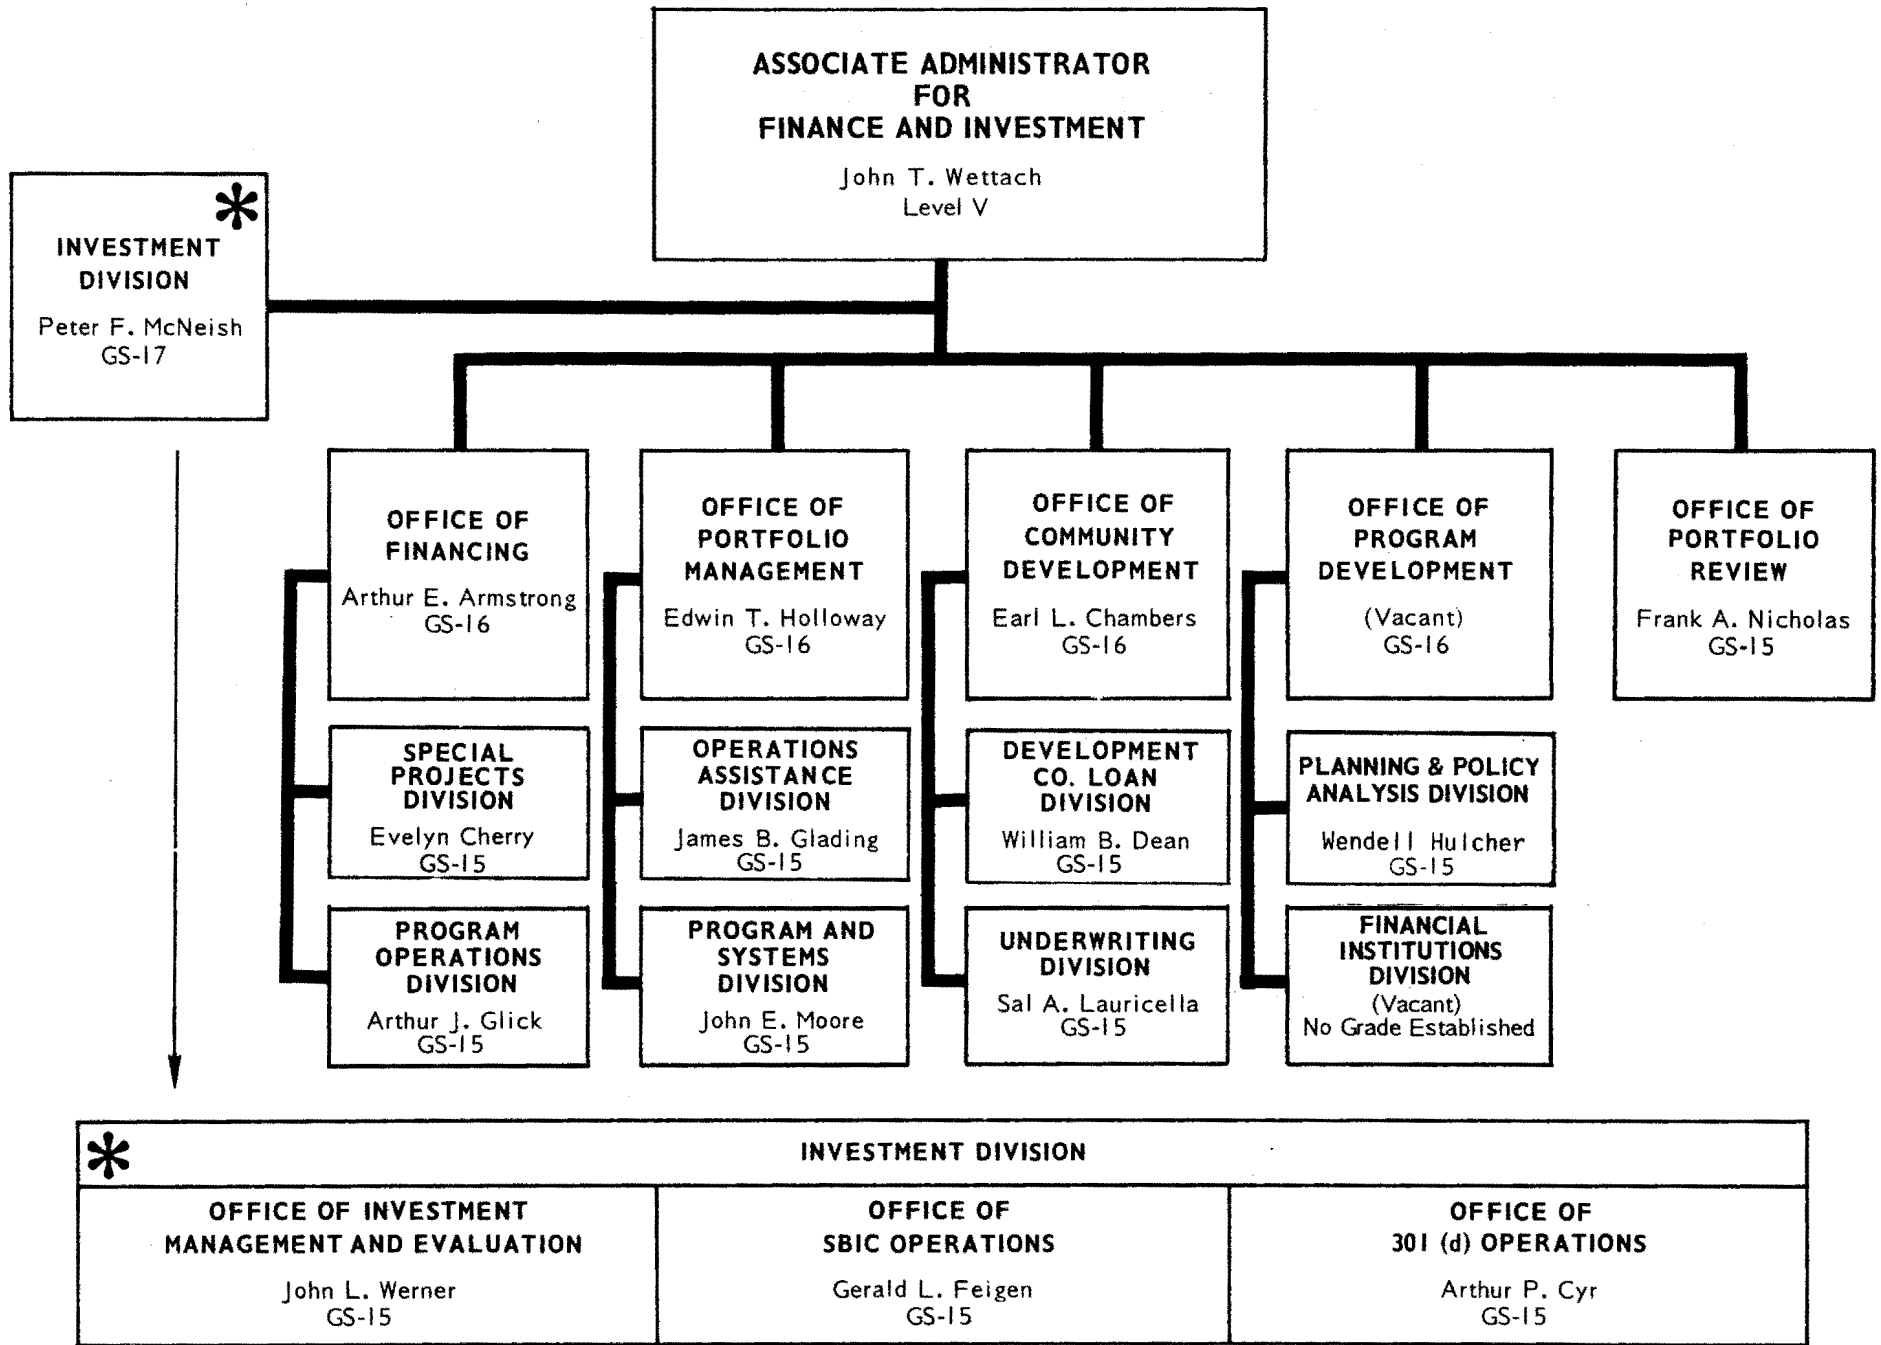 ASSOCIATE ADMINISTRATOR
FOR
FINANCE AND INVESTMENT
John T. Wettach
Level V
*
INVESTMENT
DIVISION
Peter F. McNeish
GS-17
OFFICE OF
FINANCING
Arthur E. Armstrong
GS-16
OFFICE OF
PORTFOLIO
MANAGEMENT
Edwin T. Holloway
GS-16
OFFICE OF
COMMUNITY
DEVELOPMENT
Earl L. Chambers
GS-16
OFFICE OF
PROGRAM
DEVELOPMENT
(Vacant)
GS-16
OFFICE OF
PORTFOLIO
REVIEW
Frank A. Nicholas
GS-15
SPECIAL
PROJECTS
DIVISION
Evelyn Cherry
GS-15
OPERATIONS
ASSISTANCE
DIVISION
James B. Glading
GS-15
DEVELOPMENT
CO. LOAN
DIVISION
William B. Dean
GS-15
PLANNING & POLICY
ANALYSIS DIVISION
Wendell Hulcher
GS-15
PROGRAM
OPERATIONS
DIVISION
Arthur J. Glick
GS-15
PROGRAM AND
SYSTEMS
DIVISION
John E. Moore
GS-15
UNDERWRITING
DIVISION
Sal A. Lauricella
GS-15
FINANCIAL
INSTITUTIONS
DIVISION
(Vacant)
No Grade Established
*
INVESTMENT DIVISION
OFFICE OF INVESTMENT
MANAGEMENT AND EVALUATION
John L. Werner
GS-15
OFFICE OF
SBIC OPERATIONS
Gerald L. Feigen
GS-15
OFFICE OF
301 (d) OPERATIONS
Arthur P. Cyr
GS-15